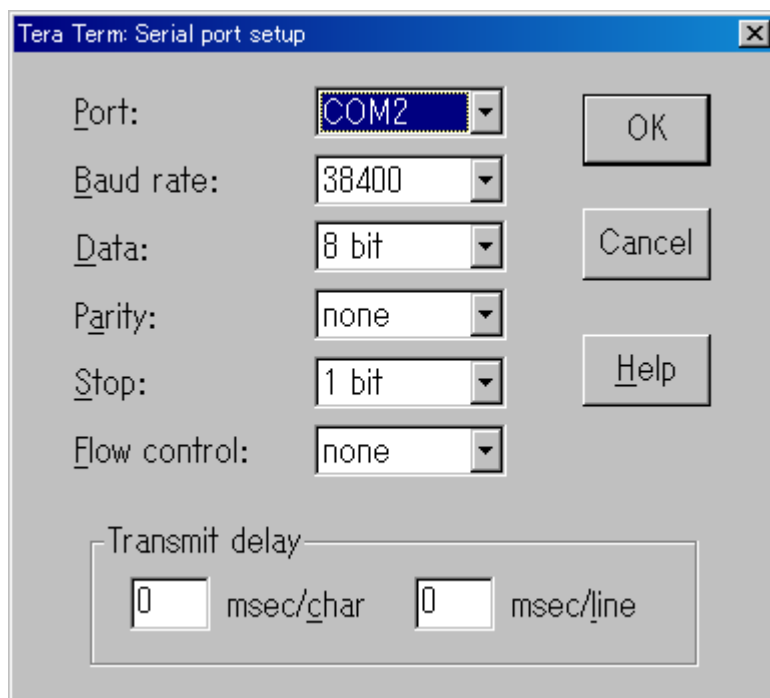 Tera Term: Serial port setup
Port: COM2
OK
Baud rate: 38400
Data: 8 bit
Cancel
Parity: none
Stop: 1 bit
Help
Flow control: none
Transmit delay
0 msec/char 0 msec/line